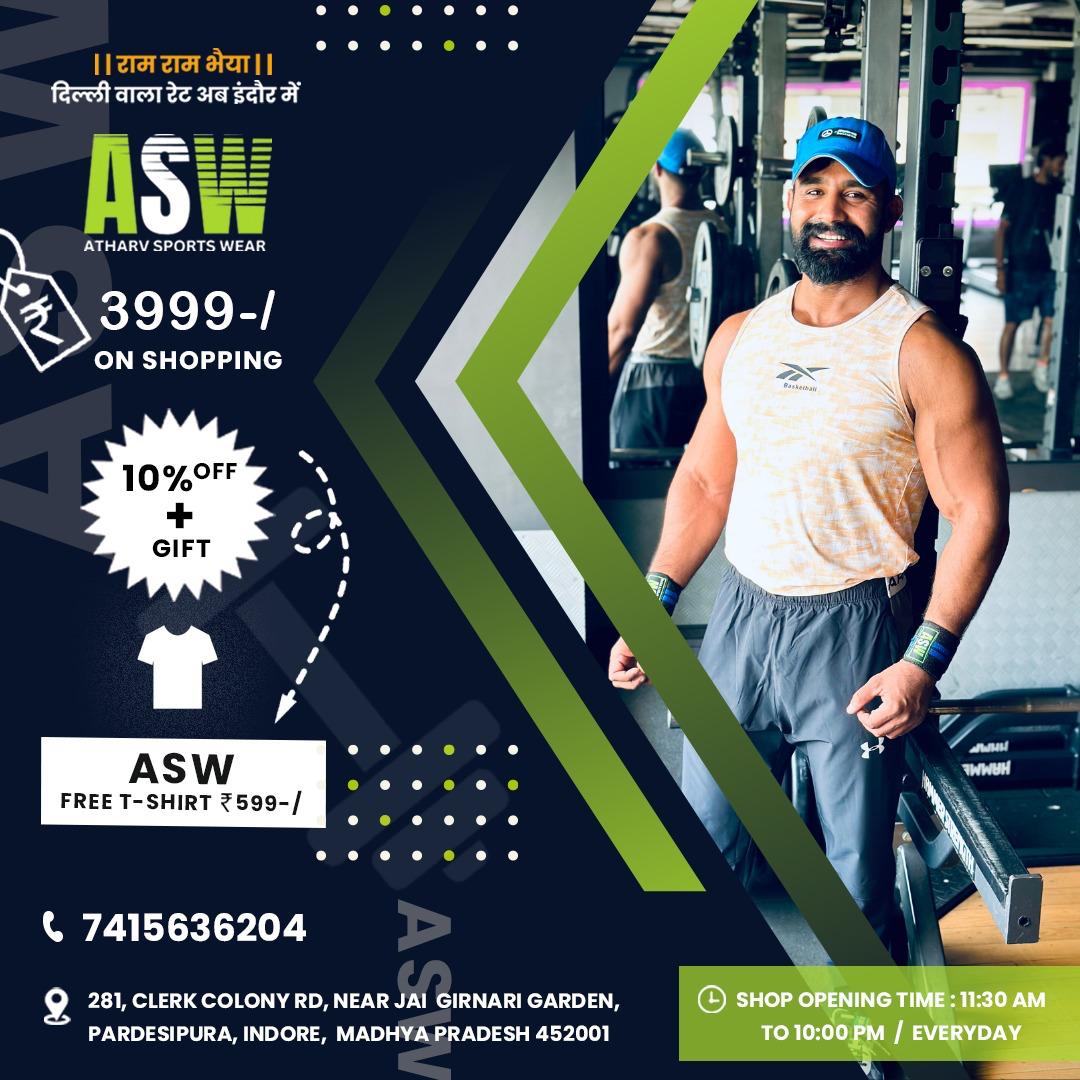 || राम राम भैया ||
दिल्ली वाला रेट अब इंदौर में
ASW
ATHARV SPORTS WEAR
₹
3999-/
ON SHOPPING
10% OFF
+
GIFT
ASW
FREE T-SHIRT ₹599-/
7415636204
281, CLERK COLONY RD, NEAR JAI GIRNARI GARDEN,
PARDESIPURA, INDORE, MADHYA PRADESH 452001
SHOP OPENING TIME : 11:30 AM
TO 10:00 PM / EVERYDAY
ASW
ASW
Basketball
ASW
HAMMER